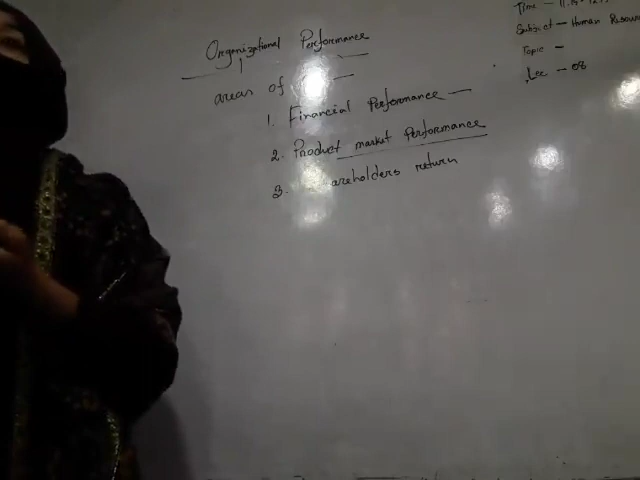 Time -
Subject - Human Resour
Topic -
Lec - 08
Organizational Performance
areas of
1. Financial Performance -
2. Product market Performance
3. shareholders return